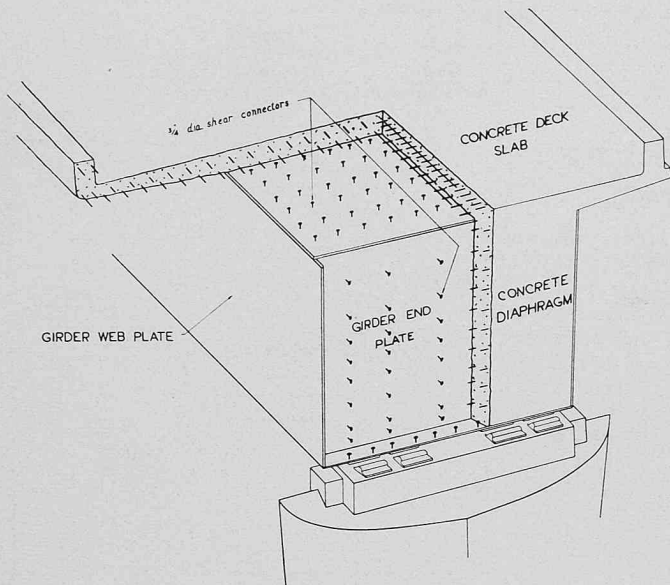 ¾" dia shear connectors
CONCRETE DECK
SLAB
GIRDER WEB PLATE
GIRDER END
PLATE
CONCRETE
DIAPHRAGM